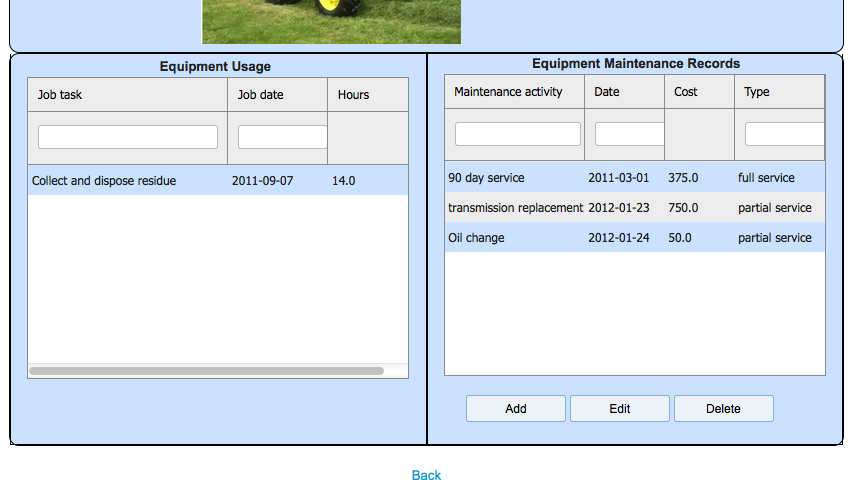 Equipment Usage
Job task Job date Hours
Collect and dispose residue 2011-09-07 14.0
Equipment Maintenance Records
Maintenance activity Date Cost Type
90 day service 2011-03-01 375.0 full service
transmission replacement 2012-01-23 750.0 partial service
Oil change 2012-01-24 50.0 partial service
Add Edit Delete
Back